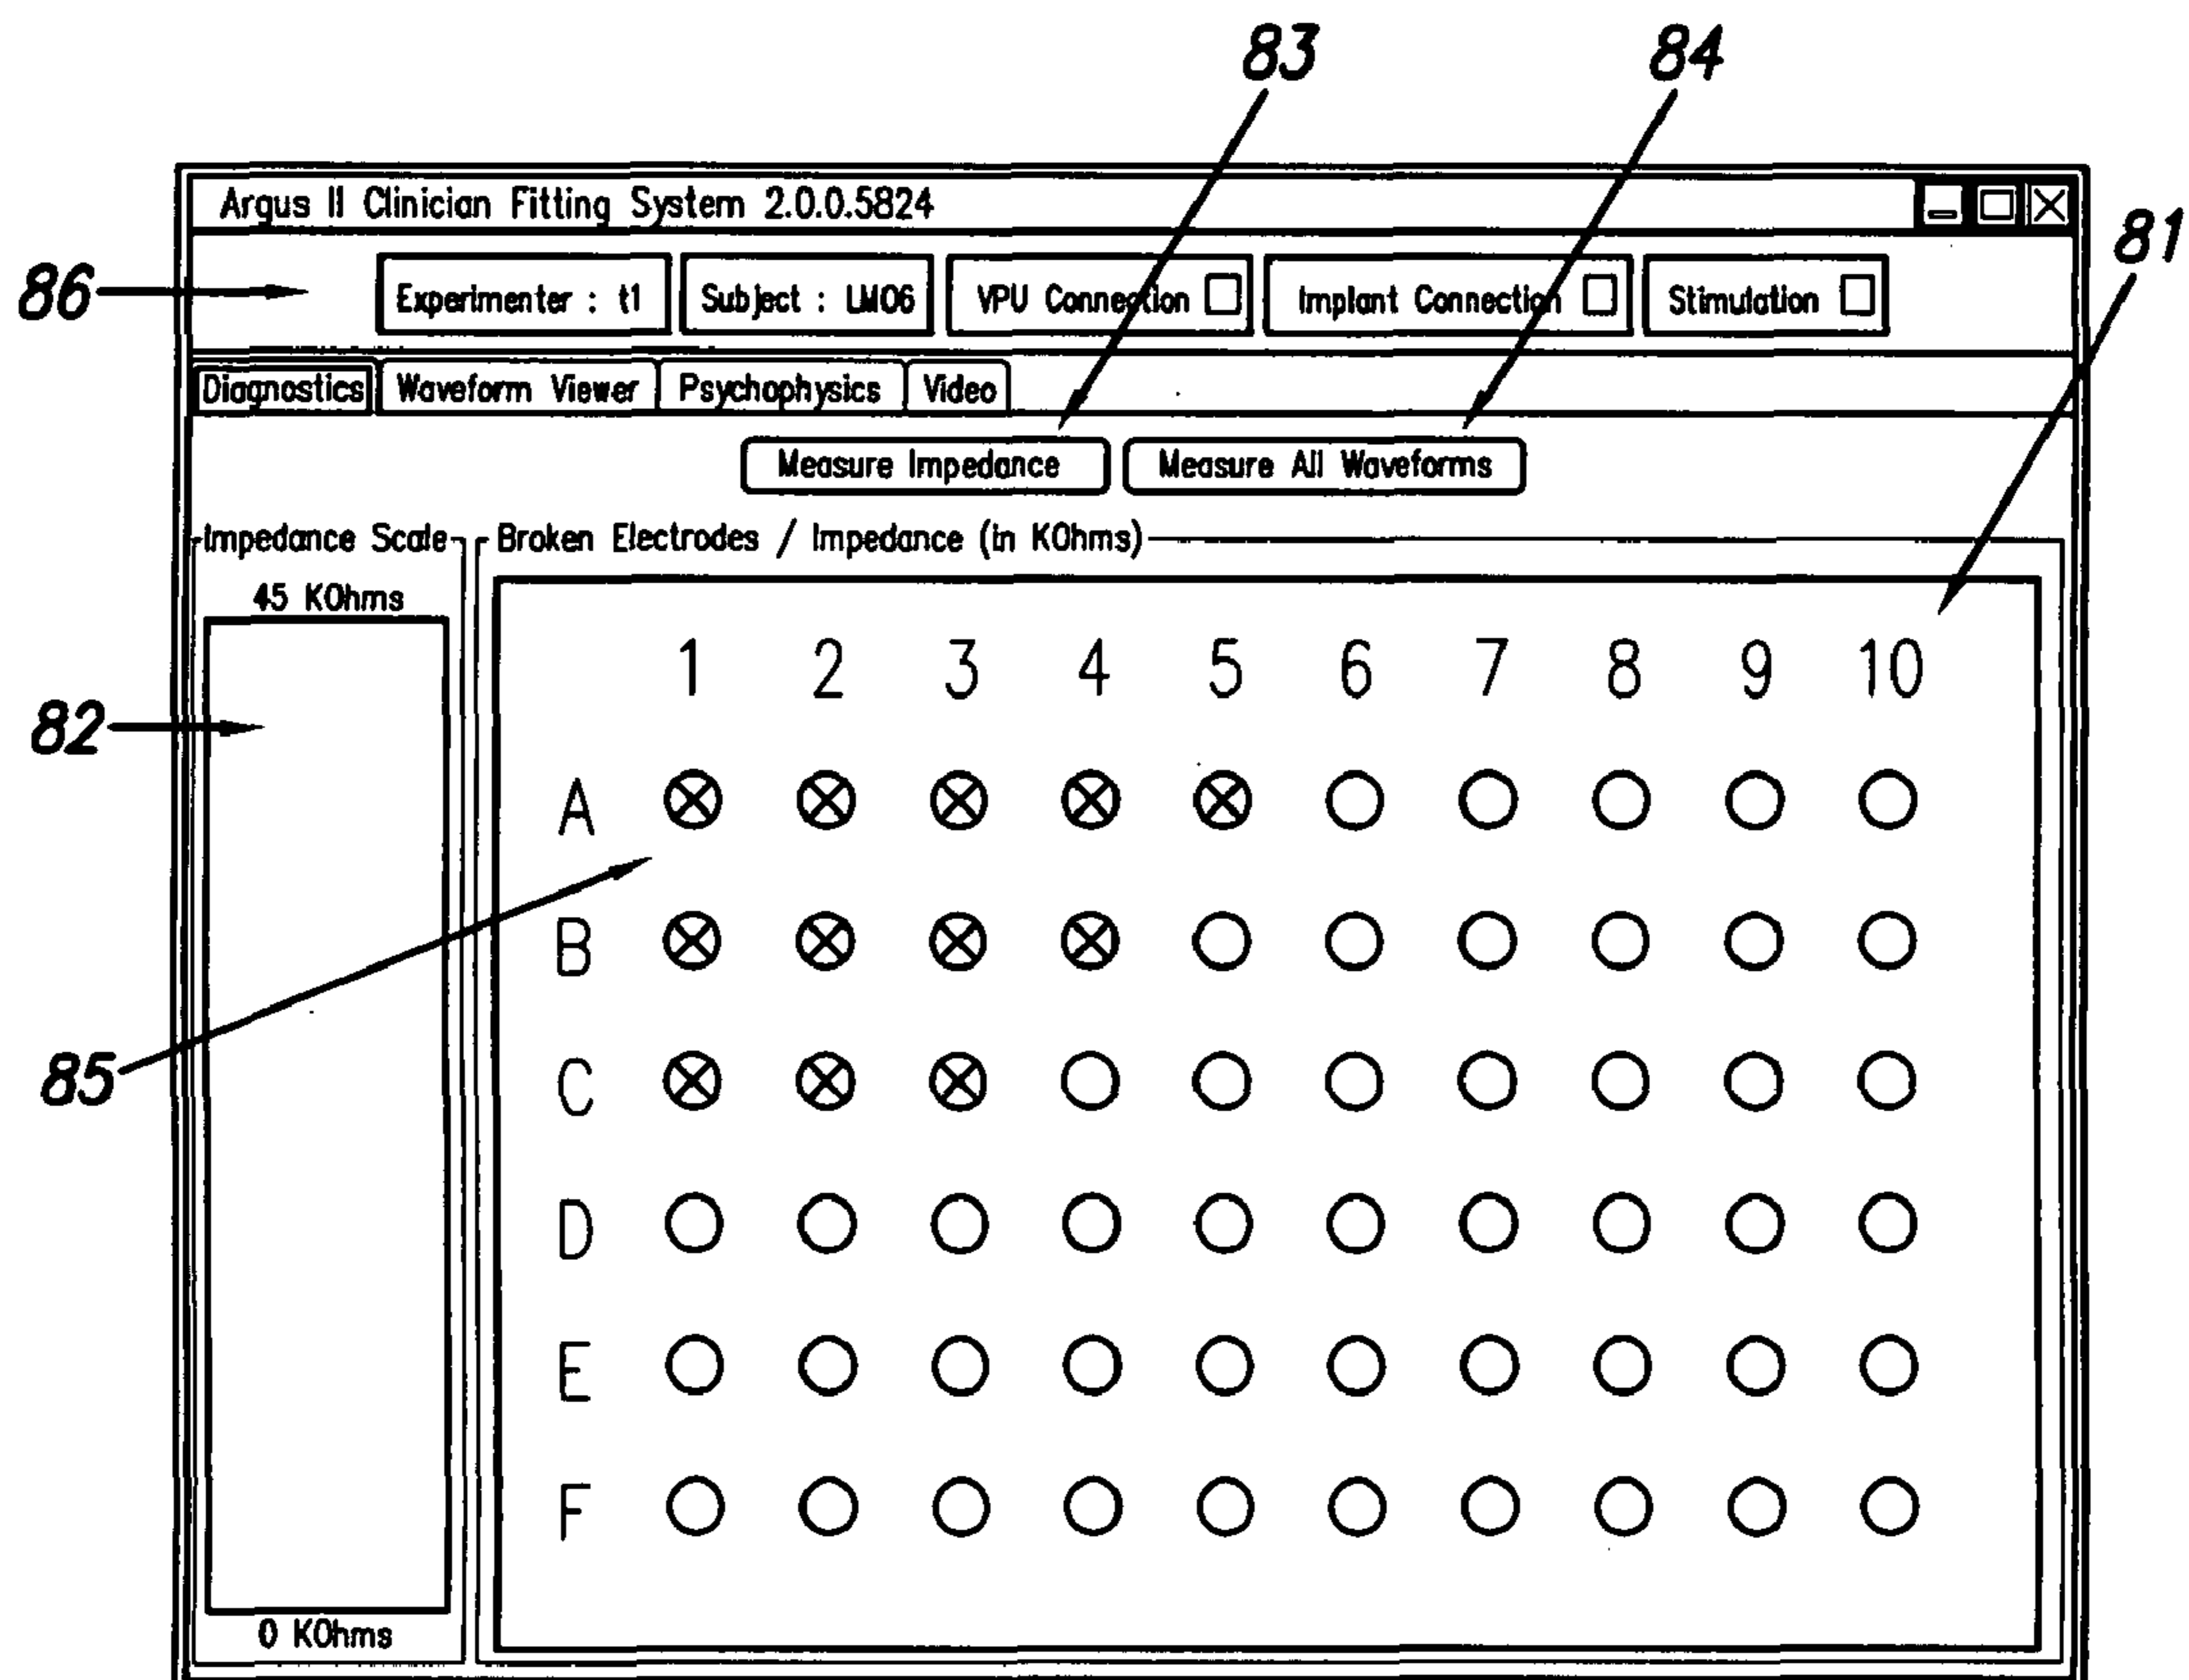 83 84
Argus II Clinician Fitting System 2.0.0.5824
81
86
Experimenter : t1 Subject : LM06 VPU Connection Implant Connection Stimulation
Diagnostics Waveform Viewer Psychophysics Video
Measure Impedance Measure All Waveforms
Impedance Scale Broken Electrodes / Impedance (in KOhms)
45 KOhms
1 2 3 4 5 6 7 8 9 10
82
A
B
C
85
D
E
F
0 KOhms